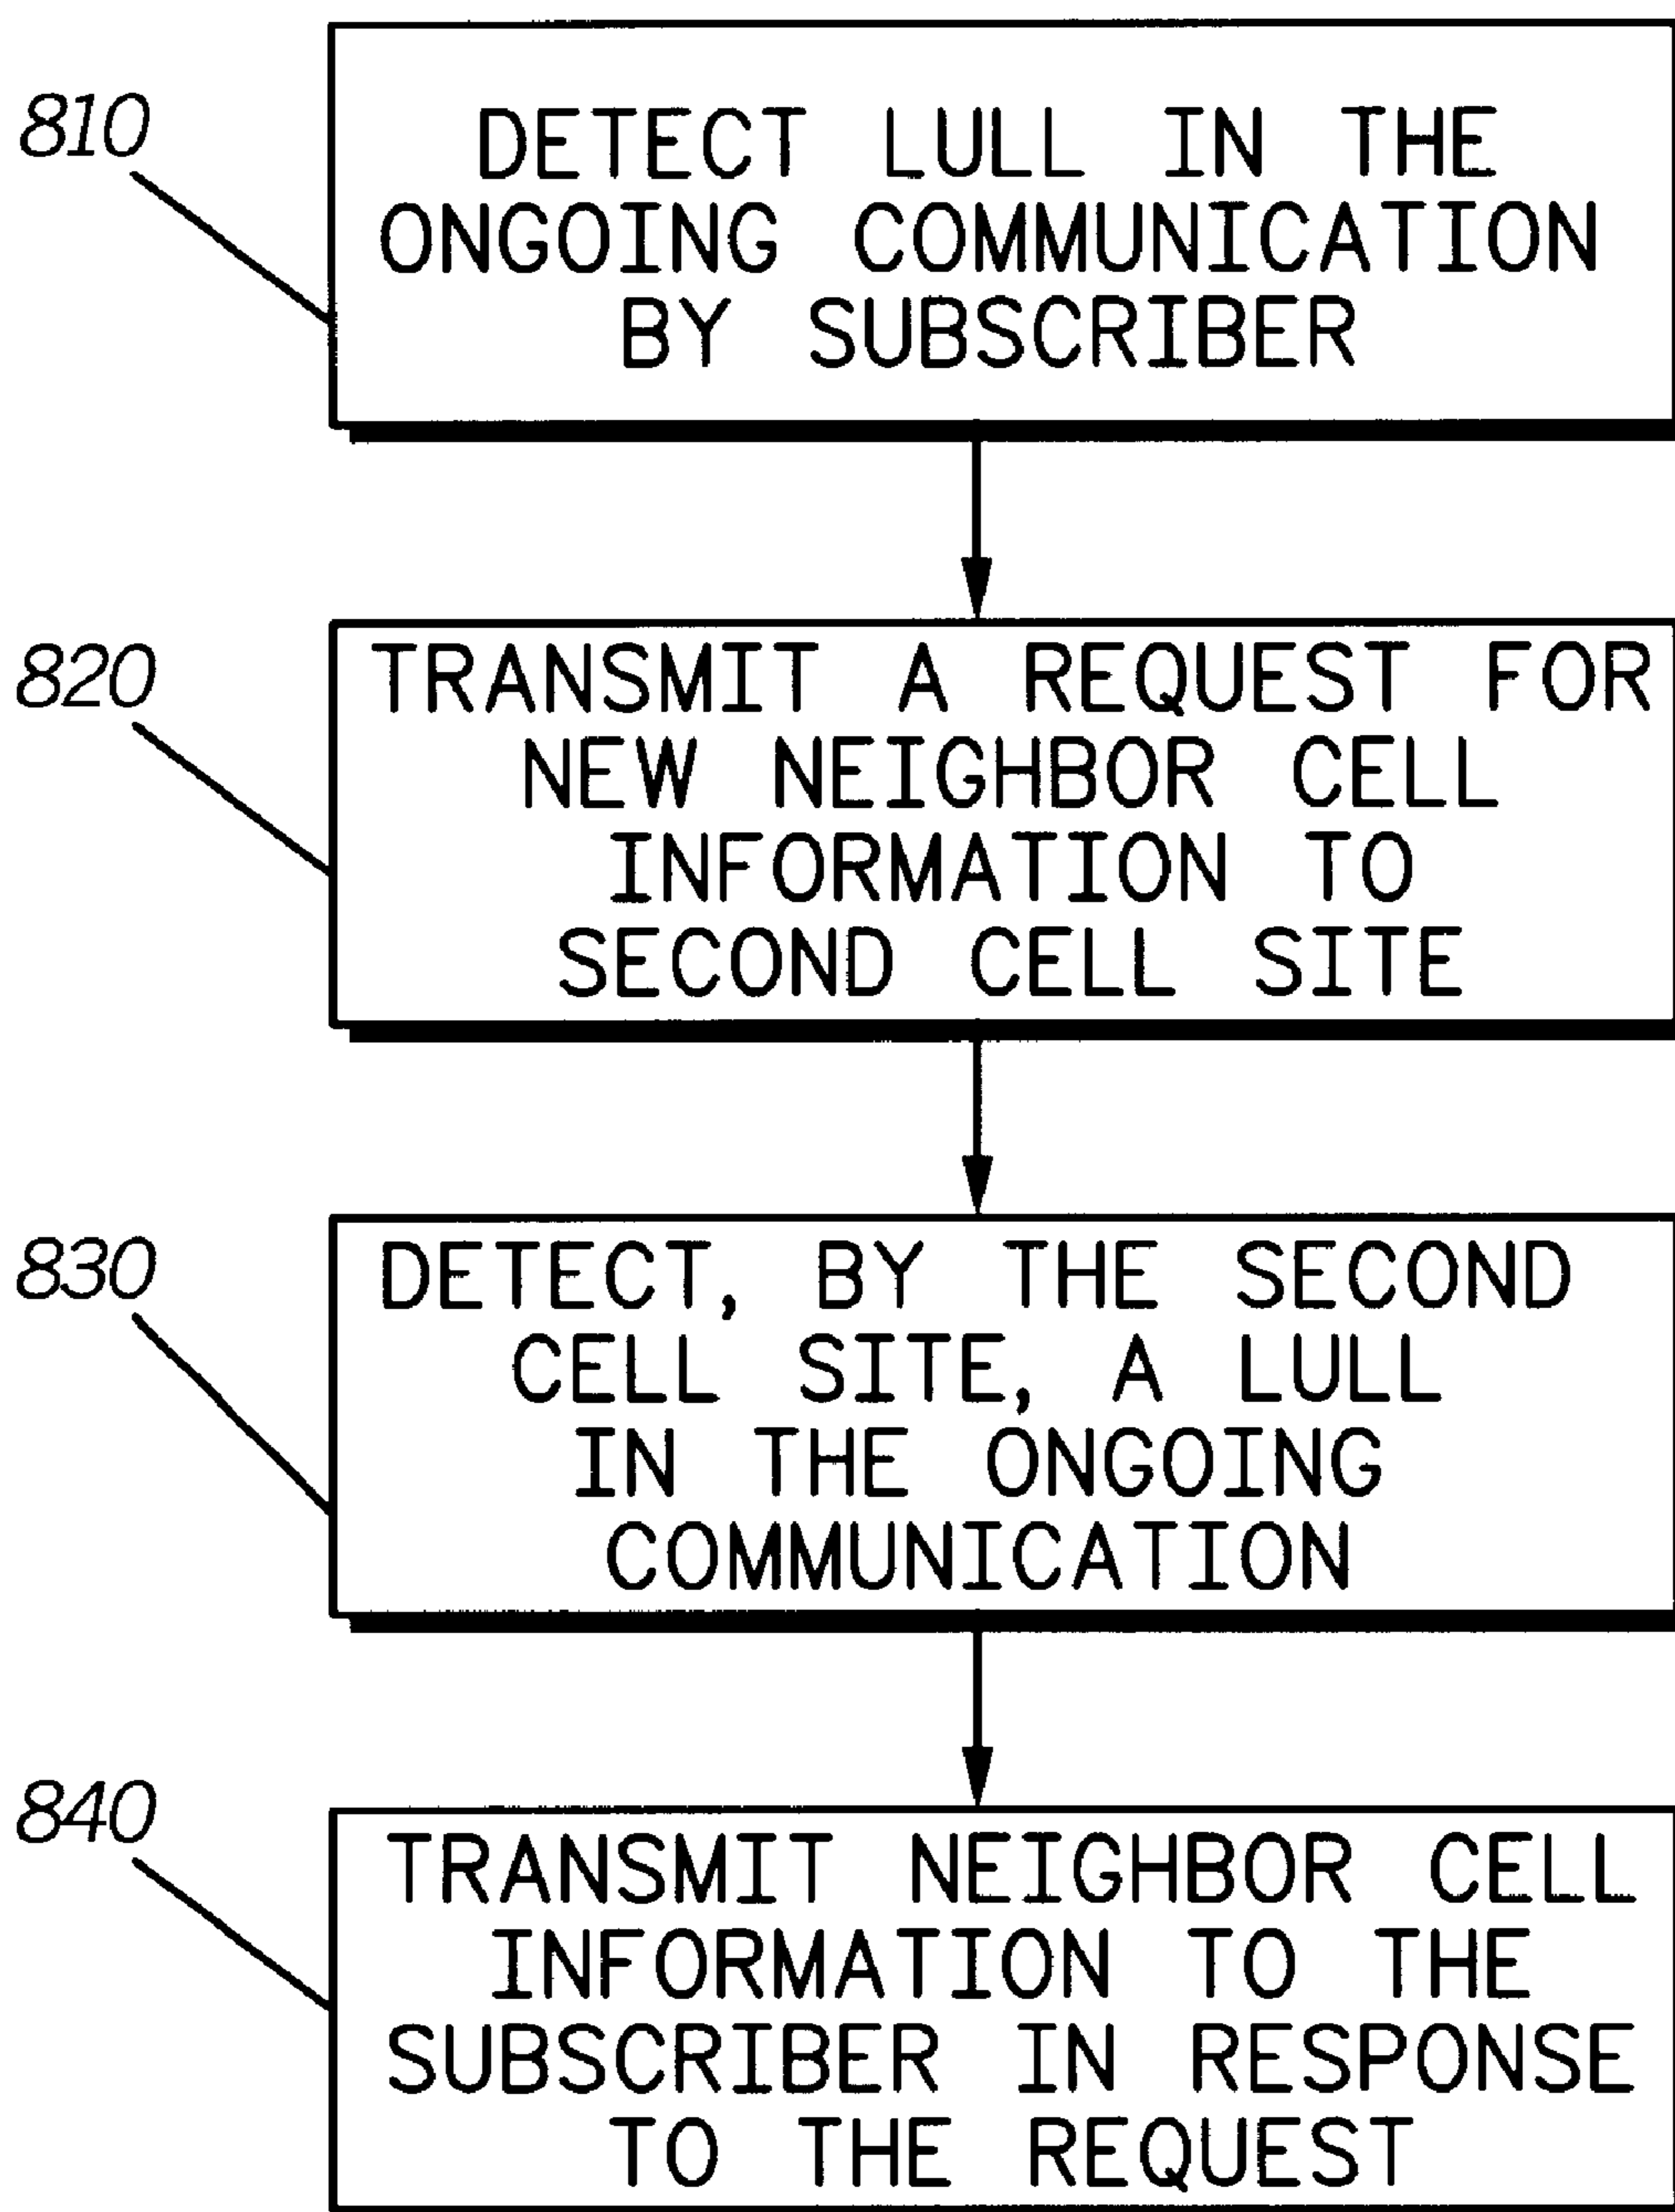 810
DETECT LULL IN THE
ONGOING COMMUNICATION
BY SUBSCRIBER
820
TRANSMIT A REQUEST FOR
NEW NEIGHBOR CELL
INFORMATION TO
SECOND CELL SITE
830
DETECT, BY THE SECOND
CELL SITE, A LULL
IN THE ONGOING
COMMUNICATION
840
TRANSMIT NEIGHBOR CELL
INFORMATION TO THE
SUBSCRIBER IN RESPONSE
TO THE REQUEST